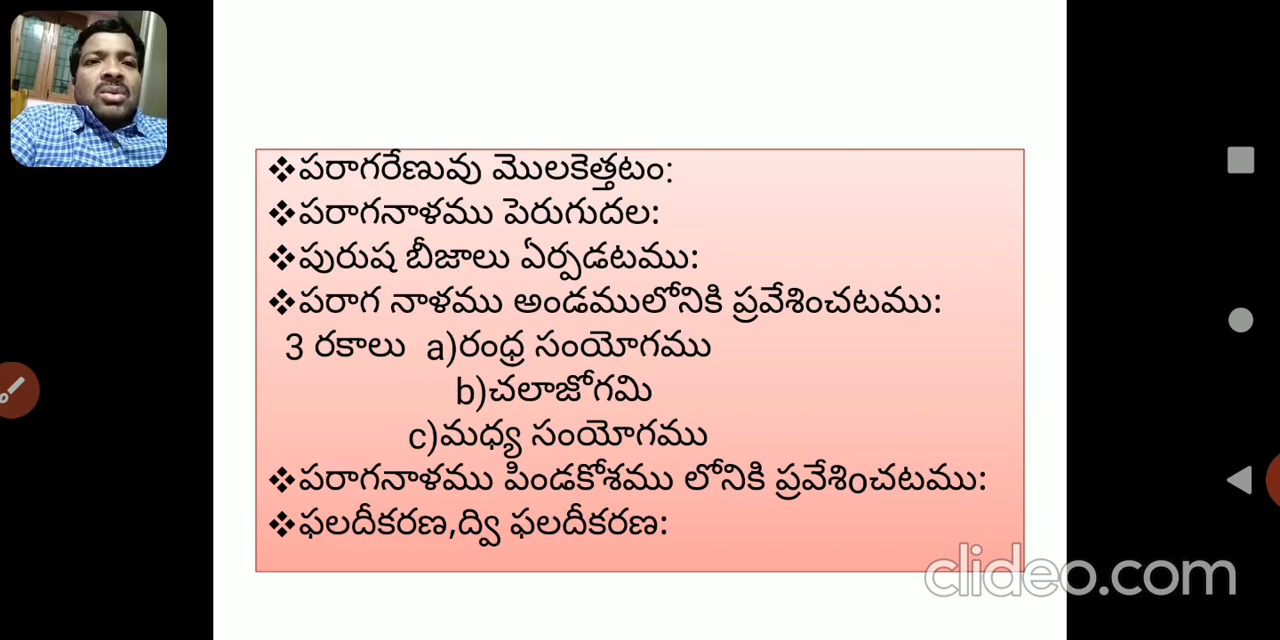 ❖పరాగరేణువు మొలకెత్తటం:
❖పరాగనాళము పెరుగుదల:
❖పురుష బీజాలు ఏర్పడటము:
❖పరాగ నాళము అండములోనికి ప్రవేశించటము:
3 రకాలు a)రంధ్ర సంయోగము
b)చలాజోగమి
c)మధ్య సంయోగము
❖పరాగనాళము పిండకోశము లోనికి ప్రవేశిoచటము:
❖ఫలదీకరణ,ద్వి ఫలదీకరణ:
clideo.com